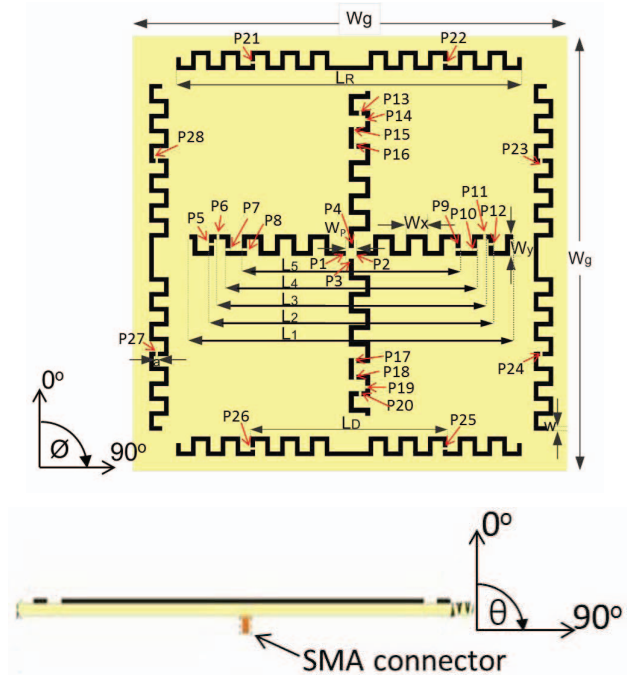 Wg
P21 P22
LR
P13
P14
P15
P16
P28
P23
P6 P7 P4 P9 Wx P11
P5 P8 P10 P12
WP
Wy
Wg
P1 P2
P3
L5
L4
L3
L2
L1
P27
a
P17
P18
P19
P20
P24
0º
Ø
90º
P26 P25
LD
w
0º
θ
90º
SMA connector